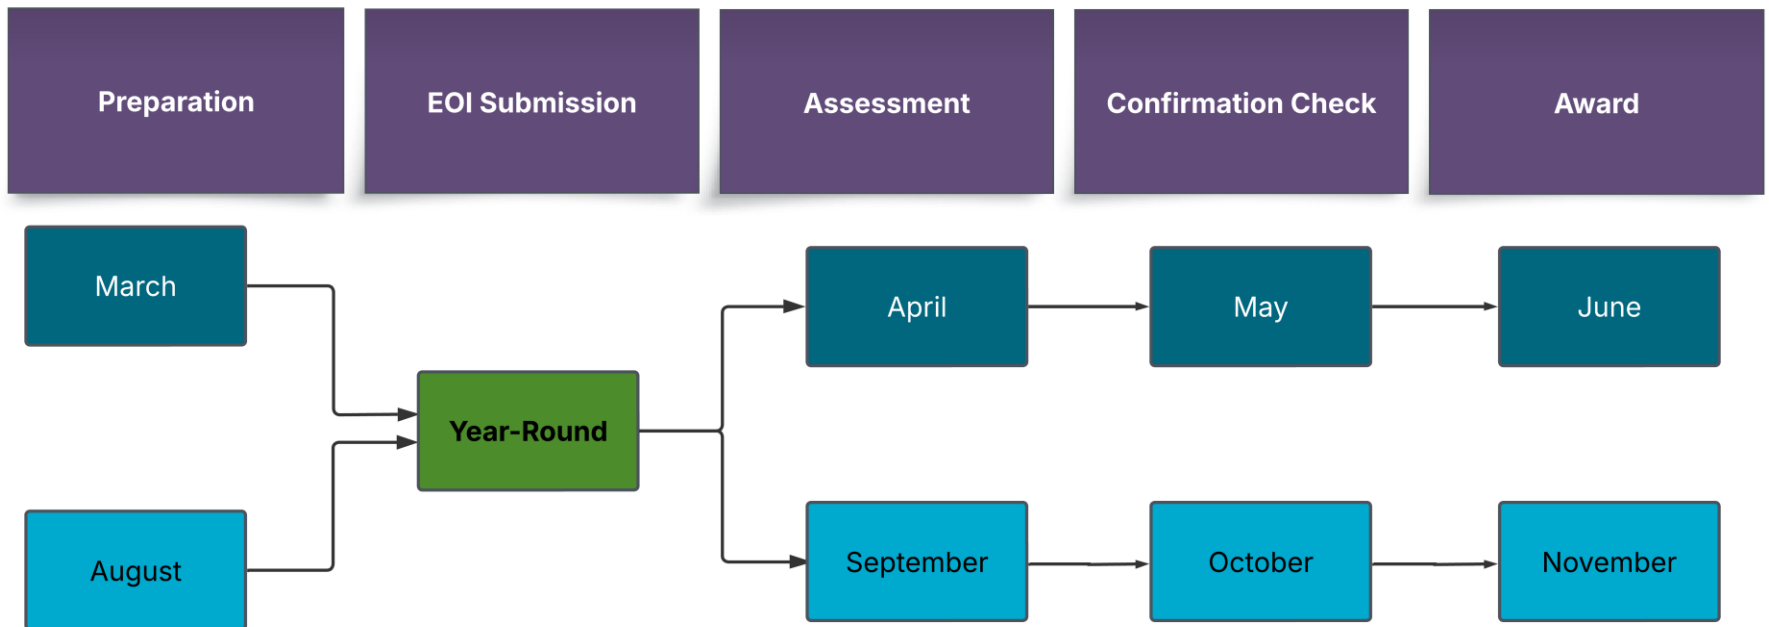 Preparation
EOI Submission
Assessment
Confirmation Check
Award
March
April
May
June
Year-Round
August
September
October
November